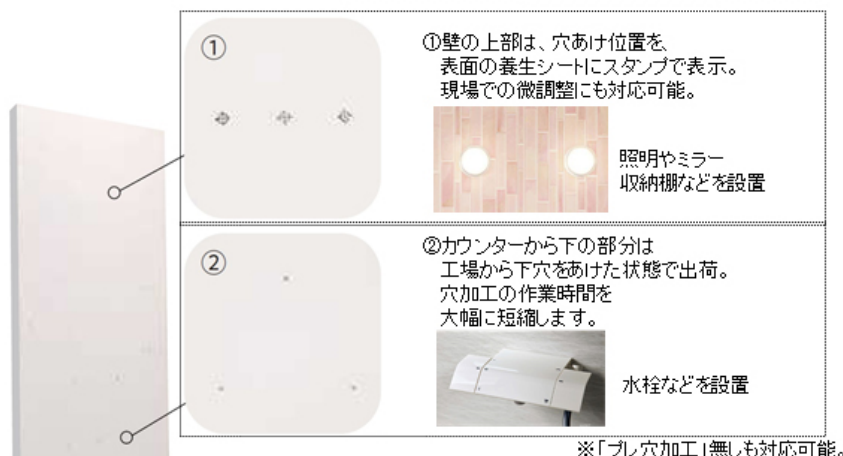 ①
①壁の上部は、穴あけ位置を、
表面の養生シートにスタンプで表示。
現場での微調整にも対応可能。
照明やミラー
収納棚などを設置
②
②カウンターから下の部分は
工場から下穴をあけた状態で出荷。
穴加工の作業時間を
大幅に短縮します。
水栓などを設置
※「プレ穴加工」無しも対応可能。